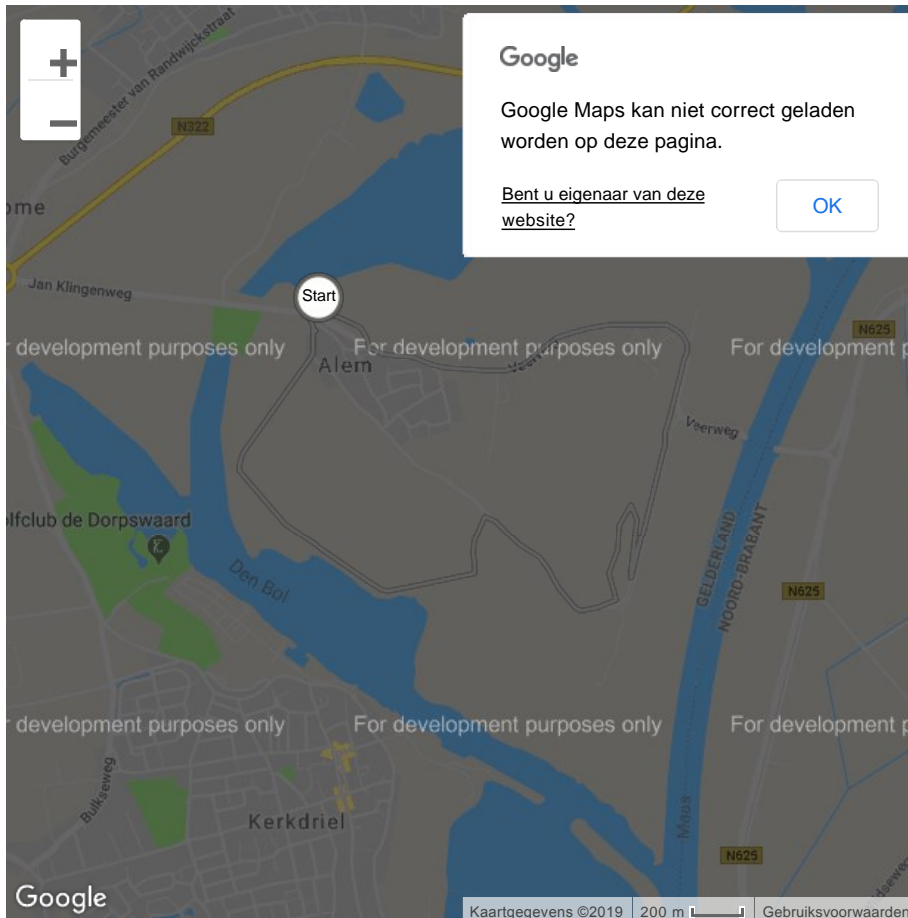 Burgemeester van Randwijckstraat
N322
Google
Google Maps kan niet correct geladen
worden op deze pagina.
Bent u eigenaar van deze
website?
OK
ome
Jan Klingenweg
Start
N625
r development purposes only
For development purposes only
For development p
Alem
Veerweg
Veerweg
lfclub de Dorpswaard
Den Bol
GELDERLAND
NOORD-BRABANT
N625
r development purposes only
For development purposes only
For development p
Bulkseweg
Kerkdriel
Maas
N625
dseweg
Google
Kaartgegevens ©2019
200 m
Gebruiksvoorwaarden